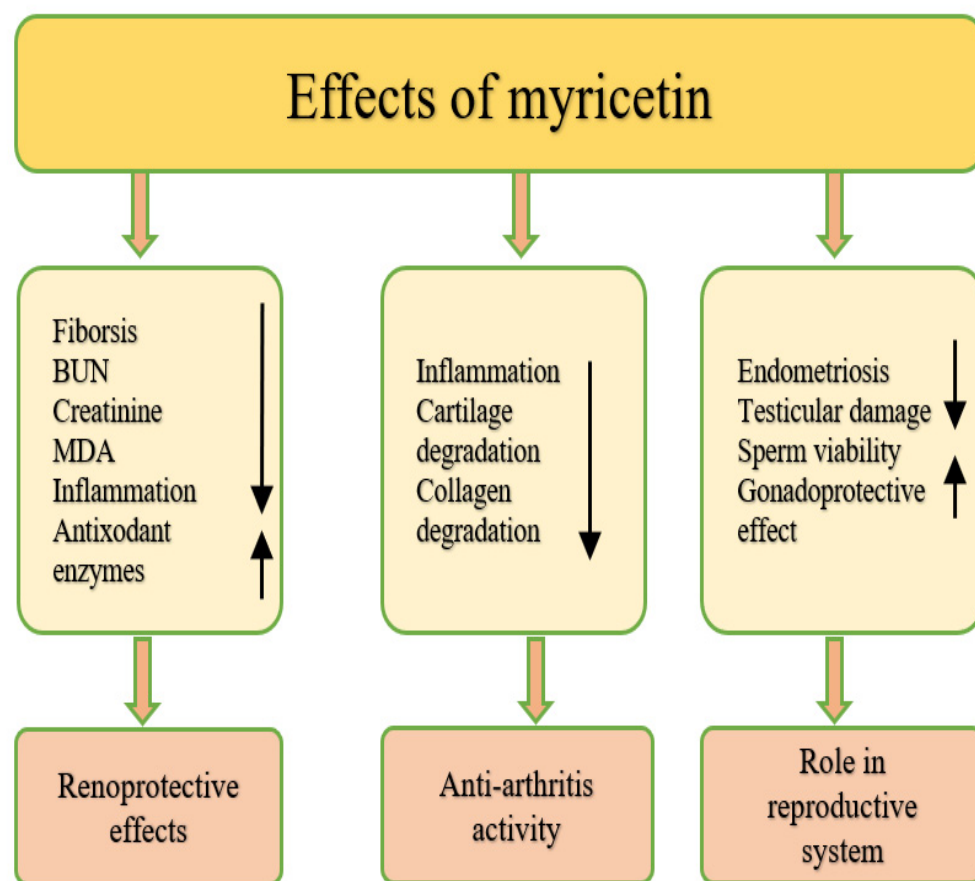 Effects of myricetin
Fiborsis
BUN
Creatinine
MDA
Inflammation
Antixodant
enzymes
Inflammation
Cartilage
degradation
Collagen
degradation
Endometriosis
Testicular damage
Sperm viability
Gonadoprotective
effect
Renoprotective
effects
Anti-arthritis
activity
Role in
reproductive
system